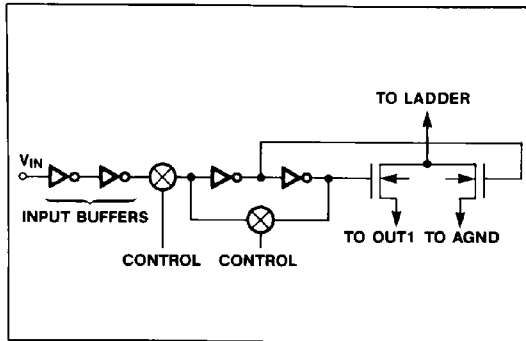 TO LADDER
VIN
INPUT BUFFERS
TO OUT1 TO AGND
CONTROL CONTROL